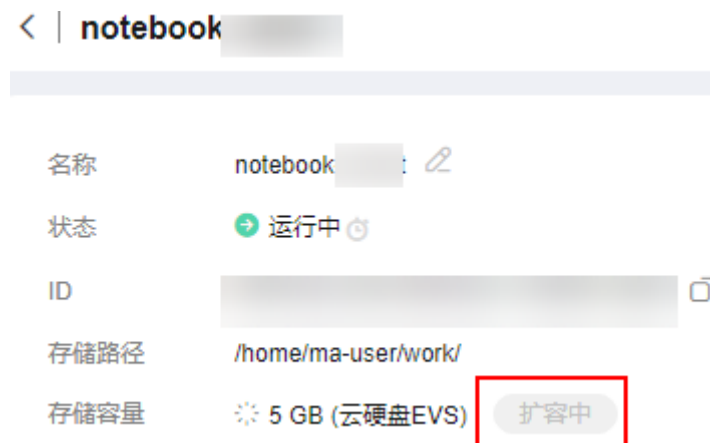 notebook
名称 notebook
状态 运行中
ID
存储路径 /home/ma-user/work/
存储容量 5 GB (云硬盘EVS) 扩容中